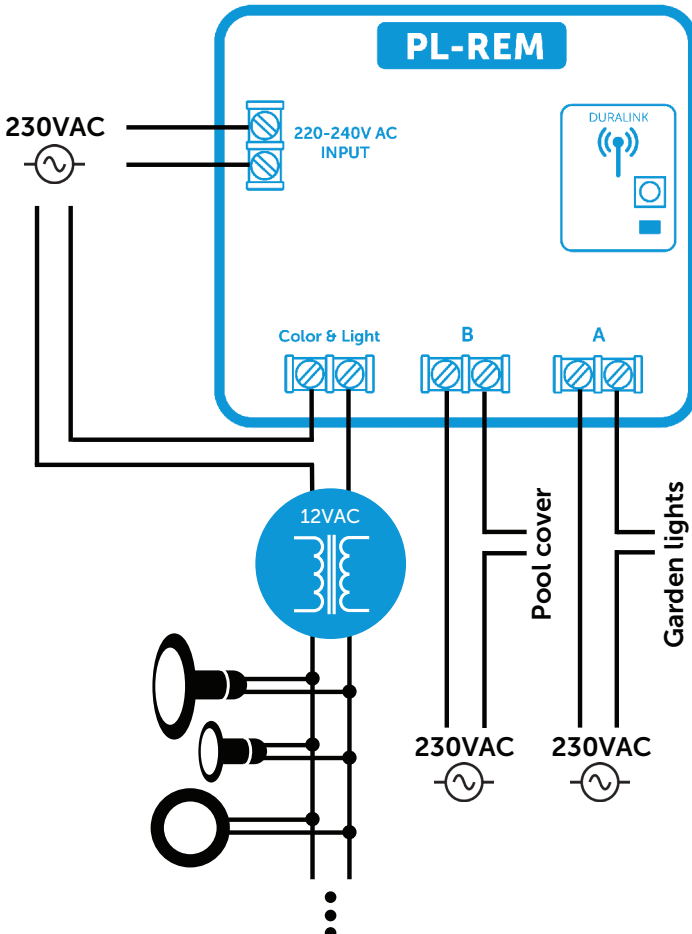 PL-REM
230VAC
220-240V AC
INPUT
DURALINK
Color & Light
B
A
12VAC
Pool cover
Garden lights
230VAC
230VAC